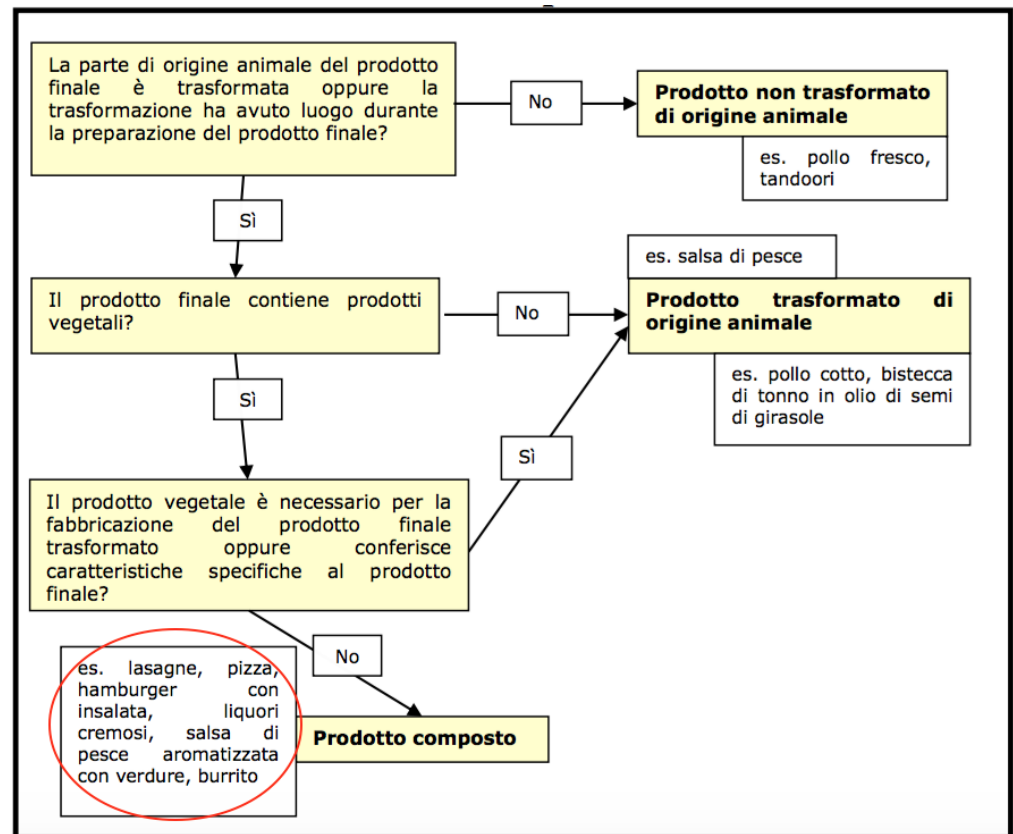 La parte di origine animale del prodotto
finale è trasformata oppure la
trasformazione ha avuto luogo durante
la preparazione del prodotto finale?
No
Prodotto non trasformato
di origine animale
es. pollo fresco,
tandoori
Sì
es. salsa di pesce
Il prodotto finale contiene prodotti
vegetali?
No
Prodotto trasformato di
origine animale
es. pollo cotto, bistecca
di tonno in olio di semi
di girasole
Sì
Sì
Il prodotto vegetale è necessario per la
fabbricazione del prodotto finale
trasformato oppure conferisce
caratteristiche specifiche al prodotto
finale?
No
es. lasagne, pizza,
hamburger con
insalata, liquori
cremosi, salsa di
pesce aromatizzata
con verdure, burrito
Prodotto composto